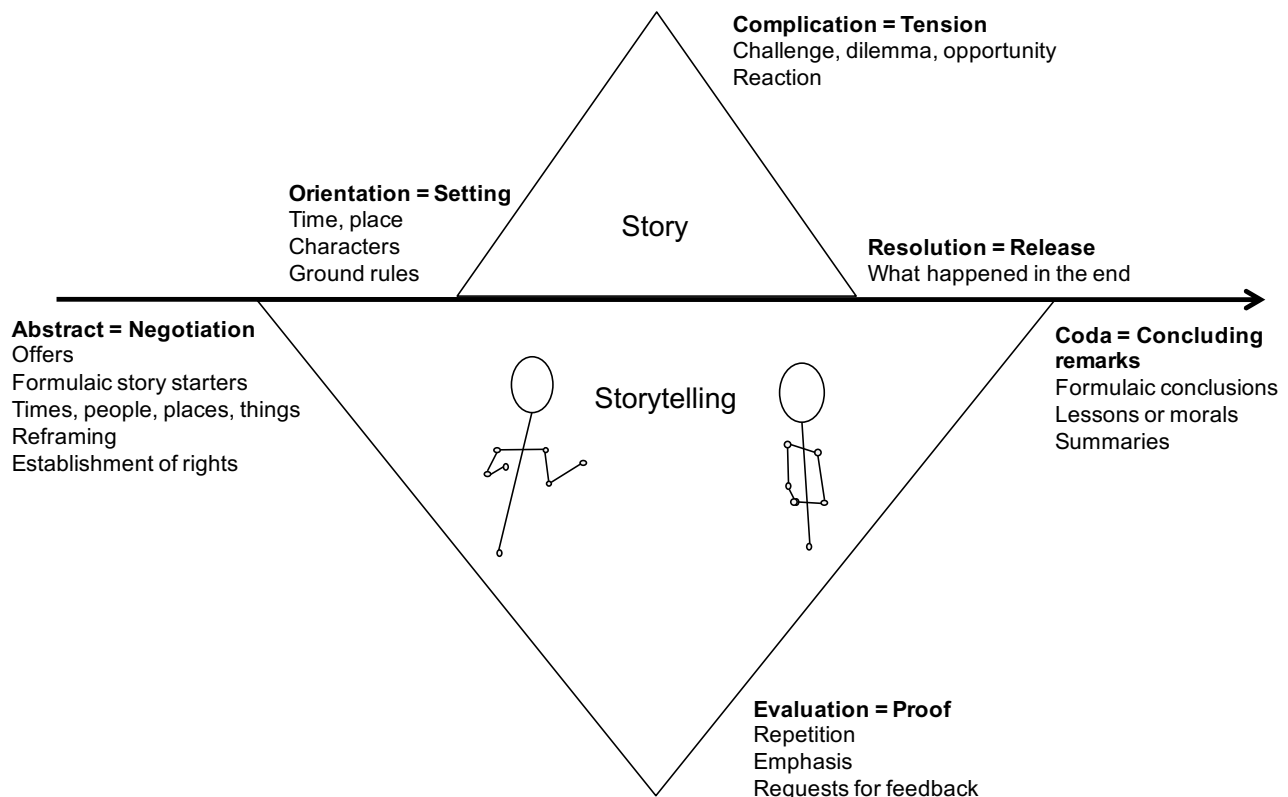 Complication = Tension
Challenge, dilemma, opportunity
Reaction
Orientation = Setting
Time, place
Characters
Ground rules
Story
Resolution = Release
What happened in the end
Abstract = Negotiation
Offers
Formulaic story starters
Times, people, places, things
Reframing
Establishment of rights
Storytelling
Coda = Concluding
remarks
Formulaic conclusions
Lessons or morals
Summaries
Evaluation = Proof
Repetition
Emphasis
Requests for feedback